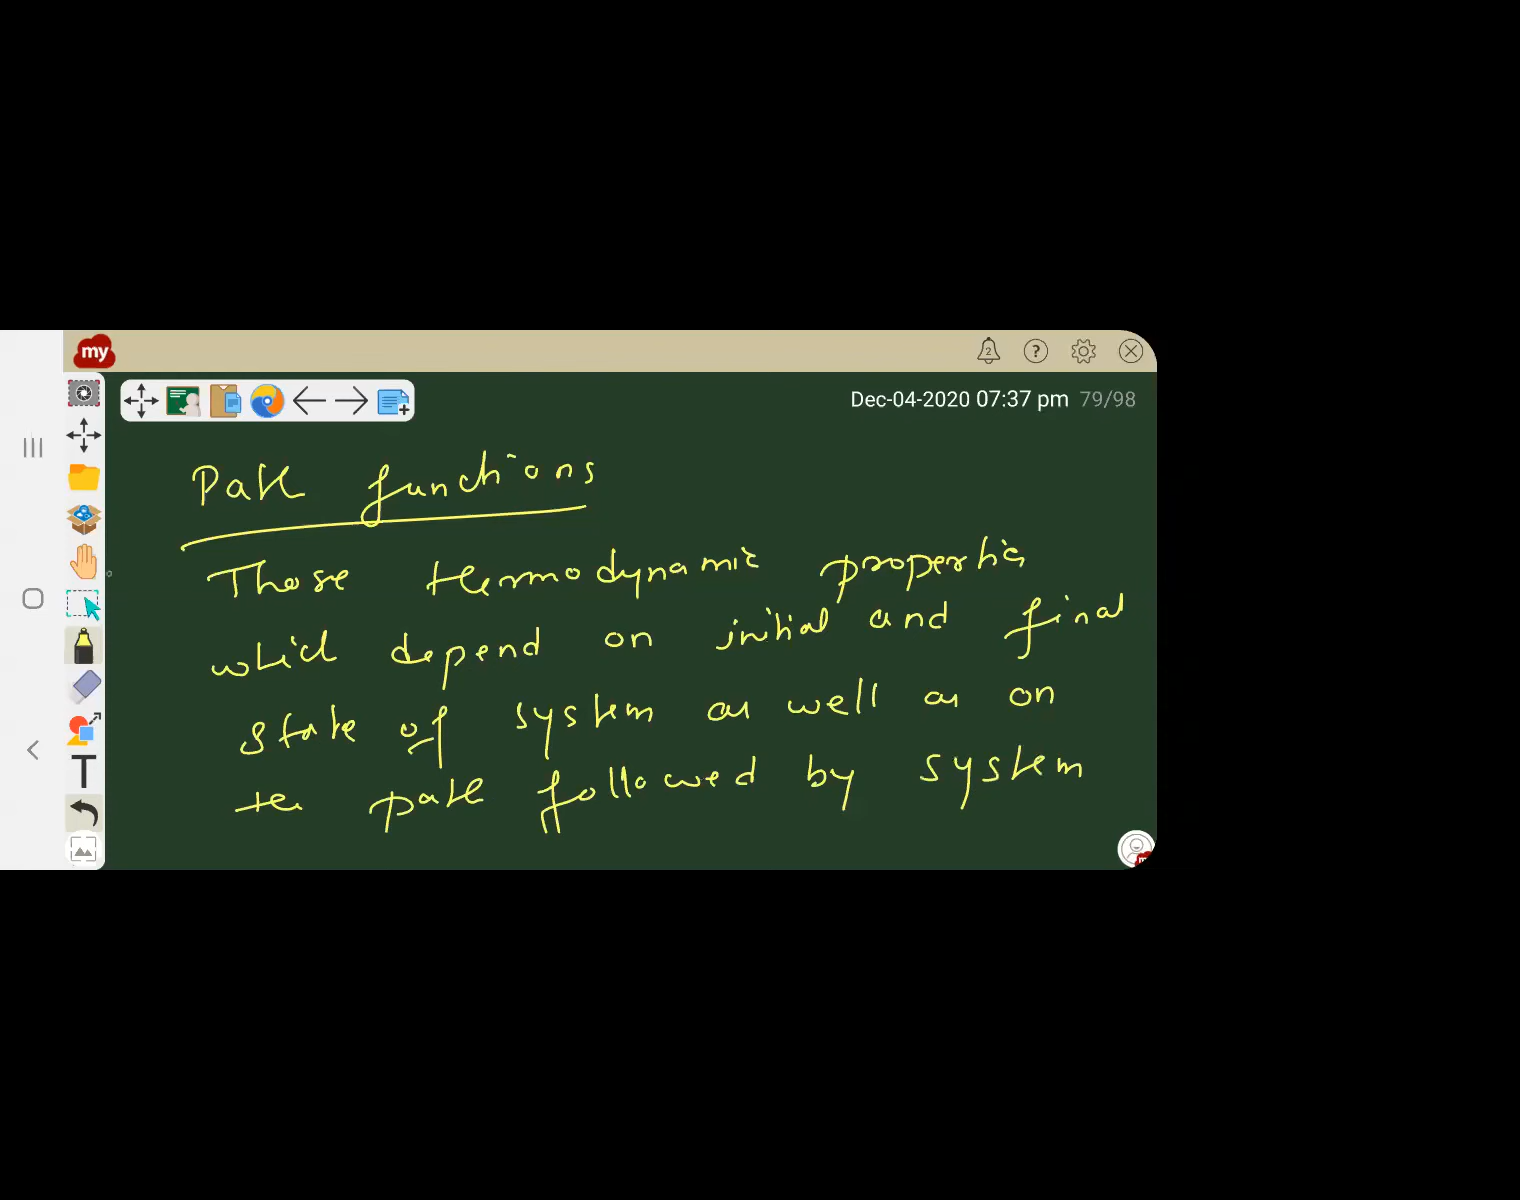 my
2
?
Dec-04-2020 07:37 pm 79/98
Path functions
Those thermodynamic properties
which depend on initial and final
state of system as well as on
the path followed by system
T